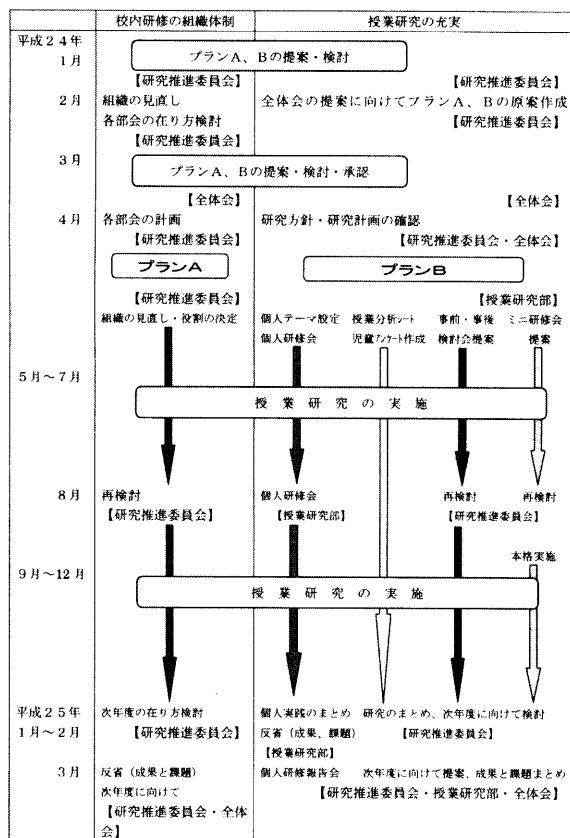 校内研修の組織体制 授業研究の充実
平成24年
1月
プランA、Bの提案・検討
【研究推進委員会】 【研究推進委員会】
2月 組織の見直し 全体会の提案に向けてプランA、Bの原案作成
各部会の在り方検討 【研究推進委員会】
【研究推進委員会】
3月
プランA、Bの提案・検討・承認
【全体会】 【全体会】
4月 各部会の計画 研究方針・研究計画の確認
【研究推進委員会】 【研究推進委員会・全体会】
プランA プランB
【研究推進委員会】 【授業研究部】
組織の見直し・役割の決定 個人テーマ設定 授業分析シート 事前・事後 ミニ研修会
個人研修会 児童アンケート作成 検討会提案 提案
5月～7月
授業研究の実施
8月 再検討 個人研修会 再検討 再検討
【研究推進委員会】 【授業研究部】 【研究推進委員会】
本格実施
9月～12月
授業研究の実施
平成25年 次年度の在り方検討 個人実践のまとめ 研究のまとめ、次年度に向けて検討
1月～2月 【研究推進委員会】 反省（成果、課題） 【研究推進委員会】
【授業研究部】
3月 反省（成果と課題） 個人研修報告会 次年度に向けて提案、成果と課題まとめ
次年度に向けて 【研究推進委員会・授業研究部・全体会】
【研究推進委員会・全体
会】